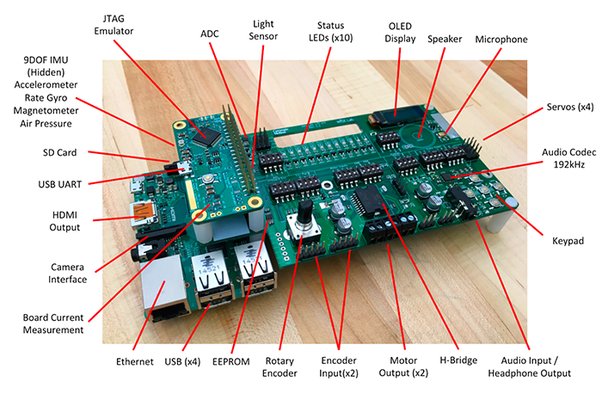 JTAG
Emulator
ADC
Light
Sensor
Status
LEDs (x10)
OLED
Display
Speaker
Microphone
9DOF IMU
(Hidden)
Accelerometer
Rate Gyro
Magnetometer
Air Pressure
Servos (x4)
SD Card
Audio Codec
192kHz
USB UART
HDMI
Output
Keypad
Camera
Interface
Board Current
Measurement
Ethernet
USB (x4)
EEPROM
Rotary
Encoder
Encoder
Input(x2)
Motor
Output (x2)
H-Bridge
Audio Input /
Headphone Output